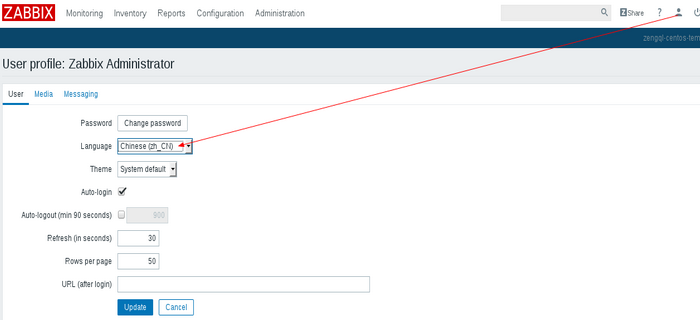 ZABBIX Monitoring Inventory Reports Configuration Administration Z Share ?
zengql-centos-tem
User profile: Zabbix Administrator
User Media Messaging
Password Change password
Language Chinese (zh_CN)
Theme System default
Auto-login
Auto-logout (min 90 seconds) 900
Refresh (in seconds) 30
Rows per page 50
URL (after login)
Update Cancel